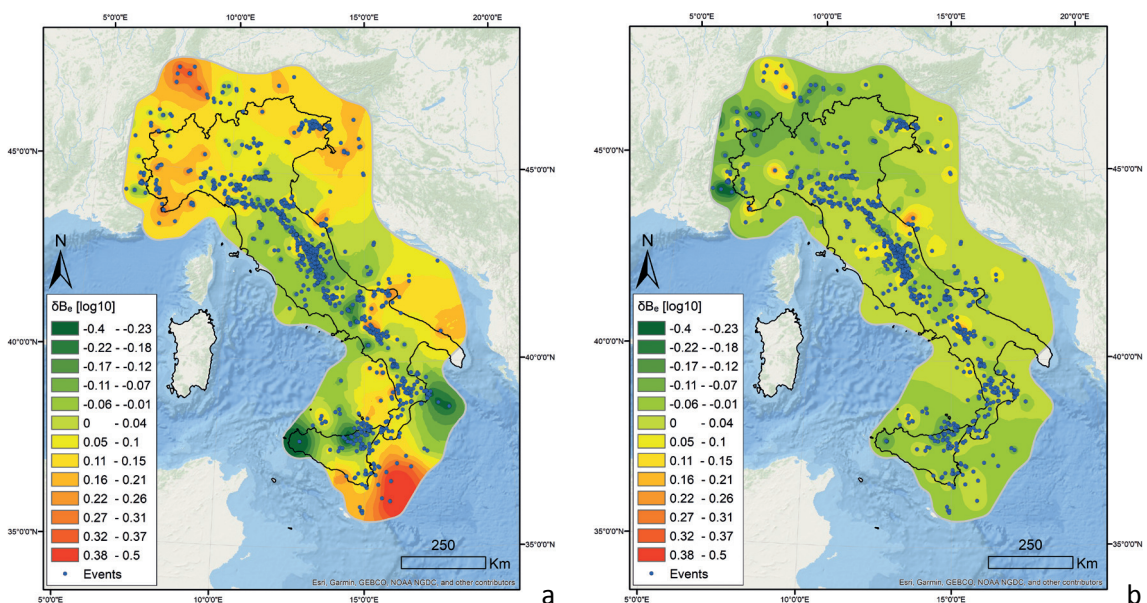 5°0'0"E 10°0'0"E 15°0'0"E 20°0'0"E
45°0'0"N
40°0'0"N
35°0'0"N
45°0'0"N
40°0'0"N
35°0'0"N
N
δBₑ [log10]
-0.4 - -0.23
-0.22 - -0.18
-0.17 - -0.12
-0.11 - -0.07
-0.06 - -0.01
0 - -0.04
0.05 - 0.1
0.11 - 0.15
0.16 - 0.21
0.22 - 0.26
0.27 - 0.31
0.32 - 0.37
0.38 - 0.5
Events
250
Km
Esri, Garmin, GEBCO, NOAA NGDC, and other contributors
5°0'0"E 10°0'0"E 15°0'0"E
a
5°0'0"E 10°0'0"E 15°0'0"E 20°0'0"E
45°0'0"N
40°0'0"N
35°0'0"N
45°0'0"N
40°0'0"N
35°0'0"N
N
δBₑ [log10]
-0.4 - -0.23
-0.22 - -0.18
-0.17 - -0.12
-0.11 - -0.07
-0.06 - -0.01
0 - -0.04
0.05 - 0.1
0.11 - 0.15
0.16 - 0.21
0.22 - 0.26
0.27 - 0.31
0.32 - 0.37
0.38 - 0.5
Events
250
Km
Esri, Garmin, GEBCO, NOAA NGDC, and other contributors
5°0'0"E 10°0'0"E 15°0'0"E
b